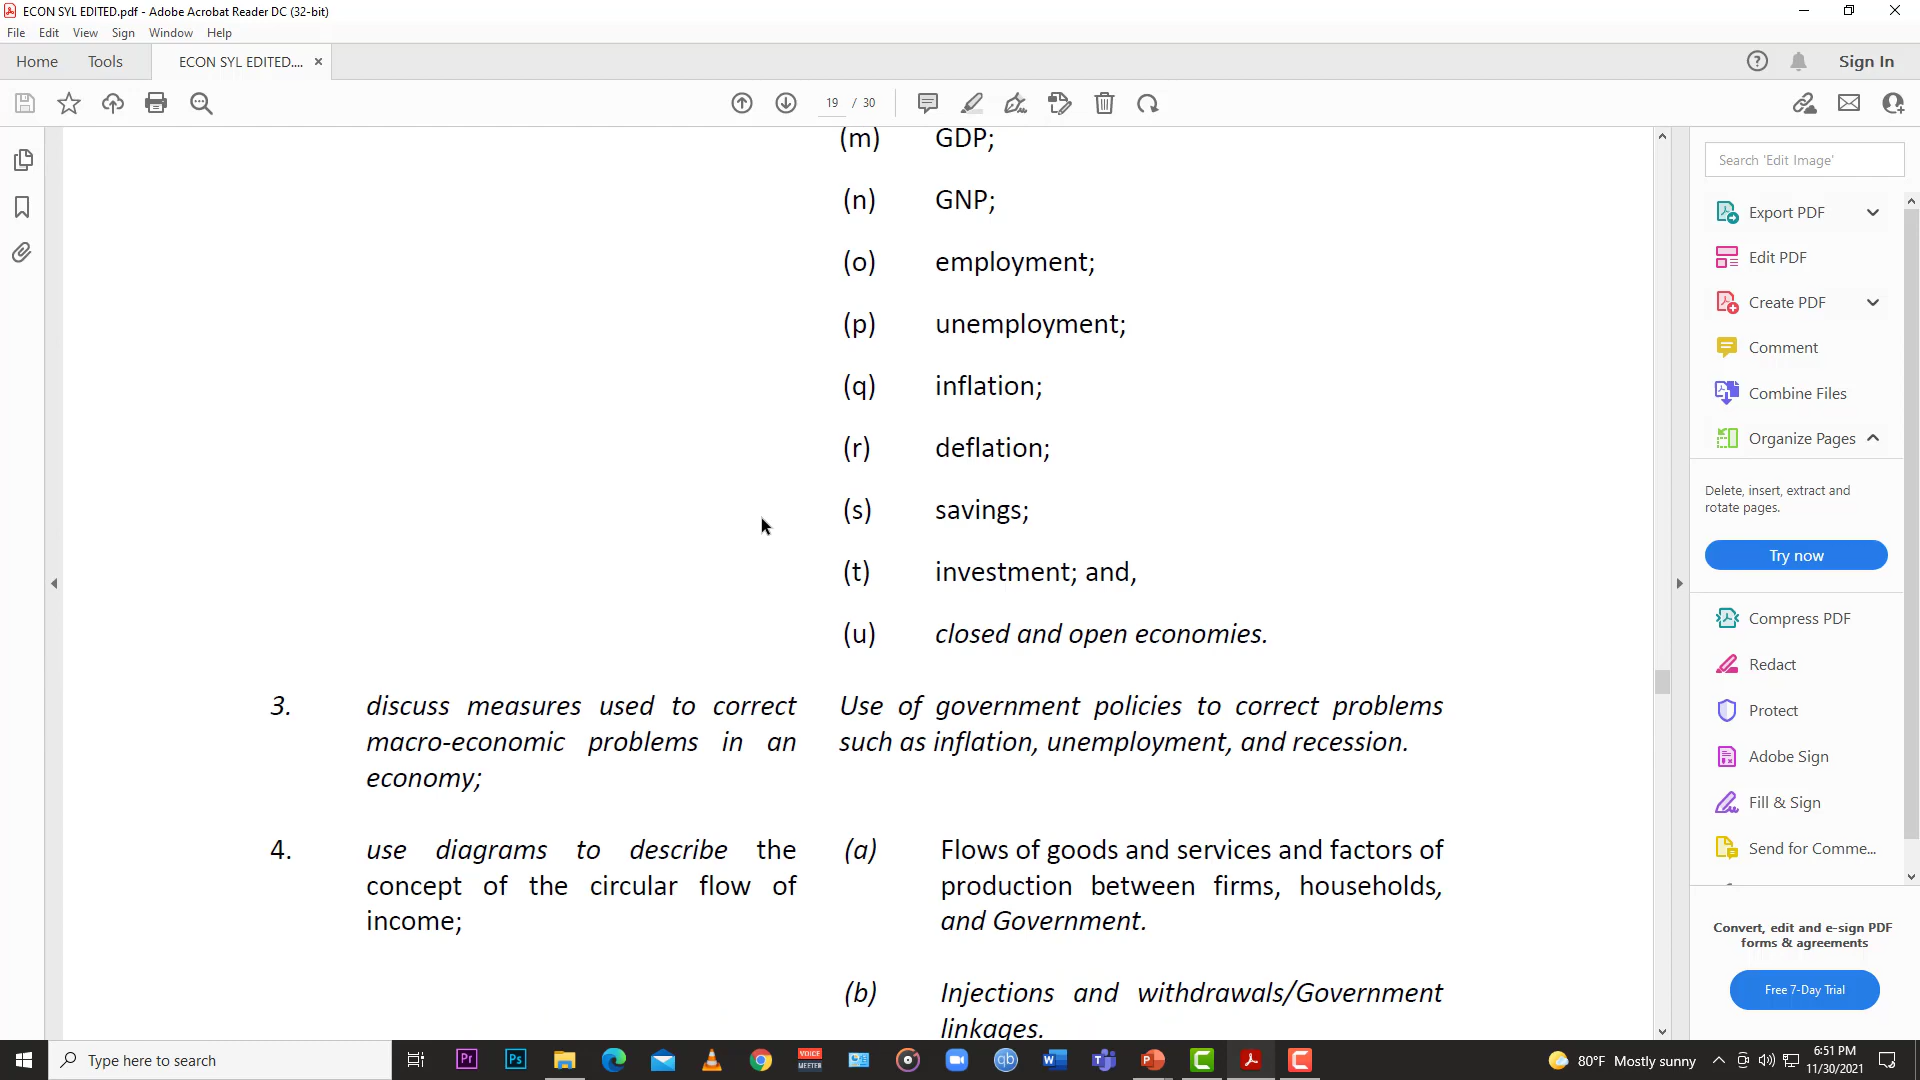 ECON SYL EDITED.pdf - Adobe Acrobat Reader DC (32-bit)
File Edit View Sign Window Help
Home Tools ECON SYL EDITED.... × Sign In
19 / 30
(m) GDP;
(n) GNP;
(o) employment;
(p) unemployment;
(q) inflation;
(r) deflation;
(s) savings;
(t) investment; and,
(u) closed and open economies.
3. discuss measures used to correct Use of government policies to correct problems
macro-economic problems in an such as inflation, unemployment, and recession.
economy;
4. use diagrams to describe the (a) Flows of goods and services and factors of
concept of the circular flow of production between firms, households,
income; and Government.
(b) Injections and withdrawals/Government
linkages.
Search 'Edit Image'
Export PDF
Edit PDF
Create PDF
Comment
Combine Files
Organize Pages
Delete, insert, extract and
rotate pages.
Try now
Compress PDF
Redact
Protect
Adobe Sign
Fill & Sign
Send for Comme...
Convert, edit and e-sign PDF
forms & agreements
Free 7-Day Trial
Type here to search
Pr
Ps
VOICE
MEETER
qb
80°F Mostly sunny
6:51 PM
11/30/2021